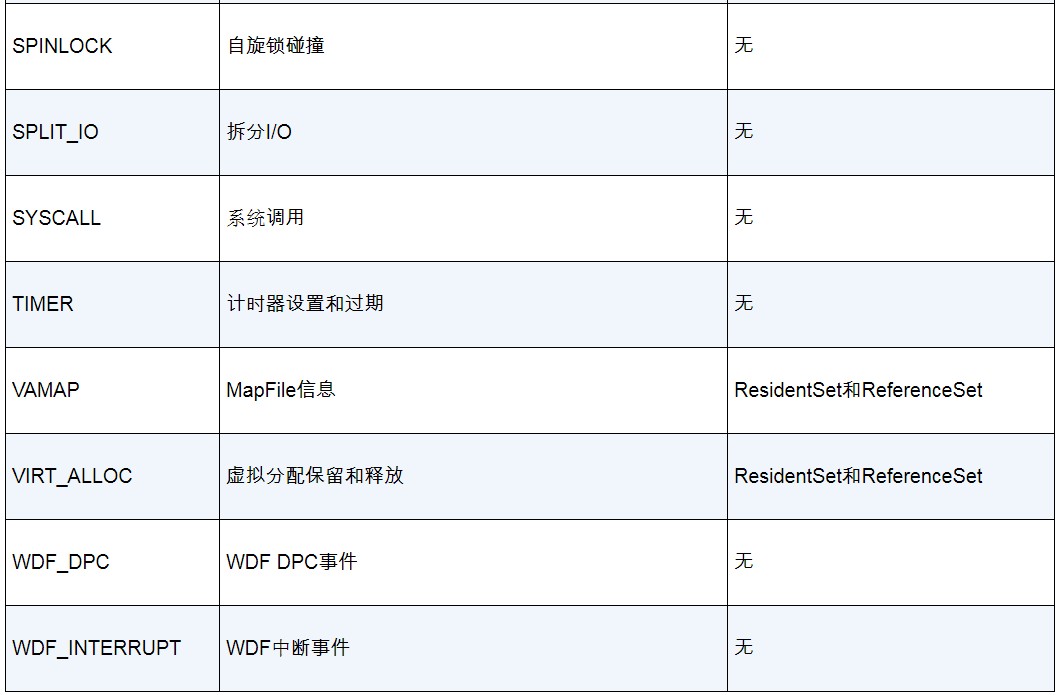 SPINLOCK 自旋锁碰撞 无
SPLIT_IO 拆分I/O 无
SYSCALL 系统调用 无
TIMER 计时器设置和过期 无
VAMAP MapFile信息 ResidentSet和ReferenceSet
VIRT_ALLOC 虚拟分配保留和释放 ResidentSet和ReferenceSet
WDF_DPC WDF DPC事件 无
WDF_INTERRUPT WDF中断事件 无